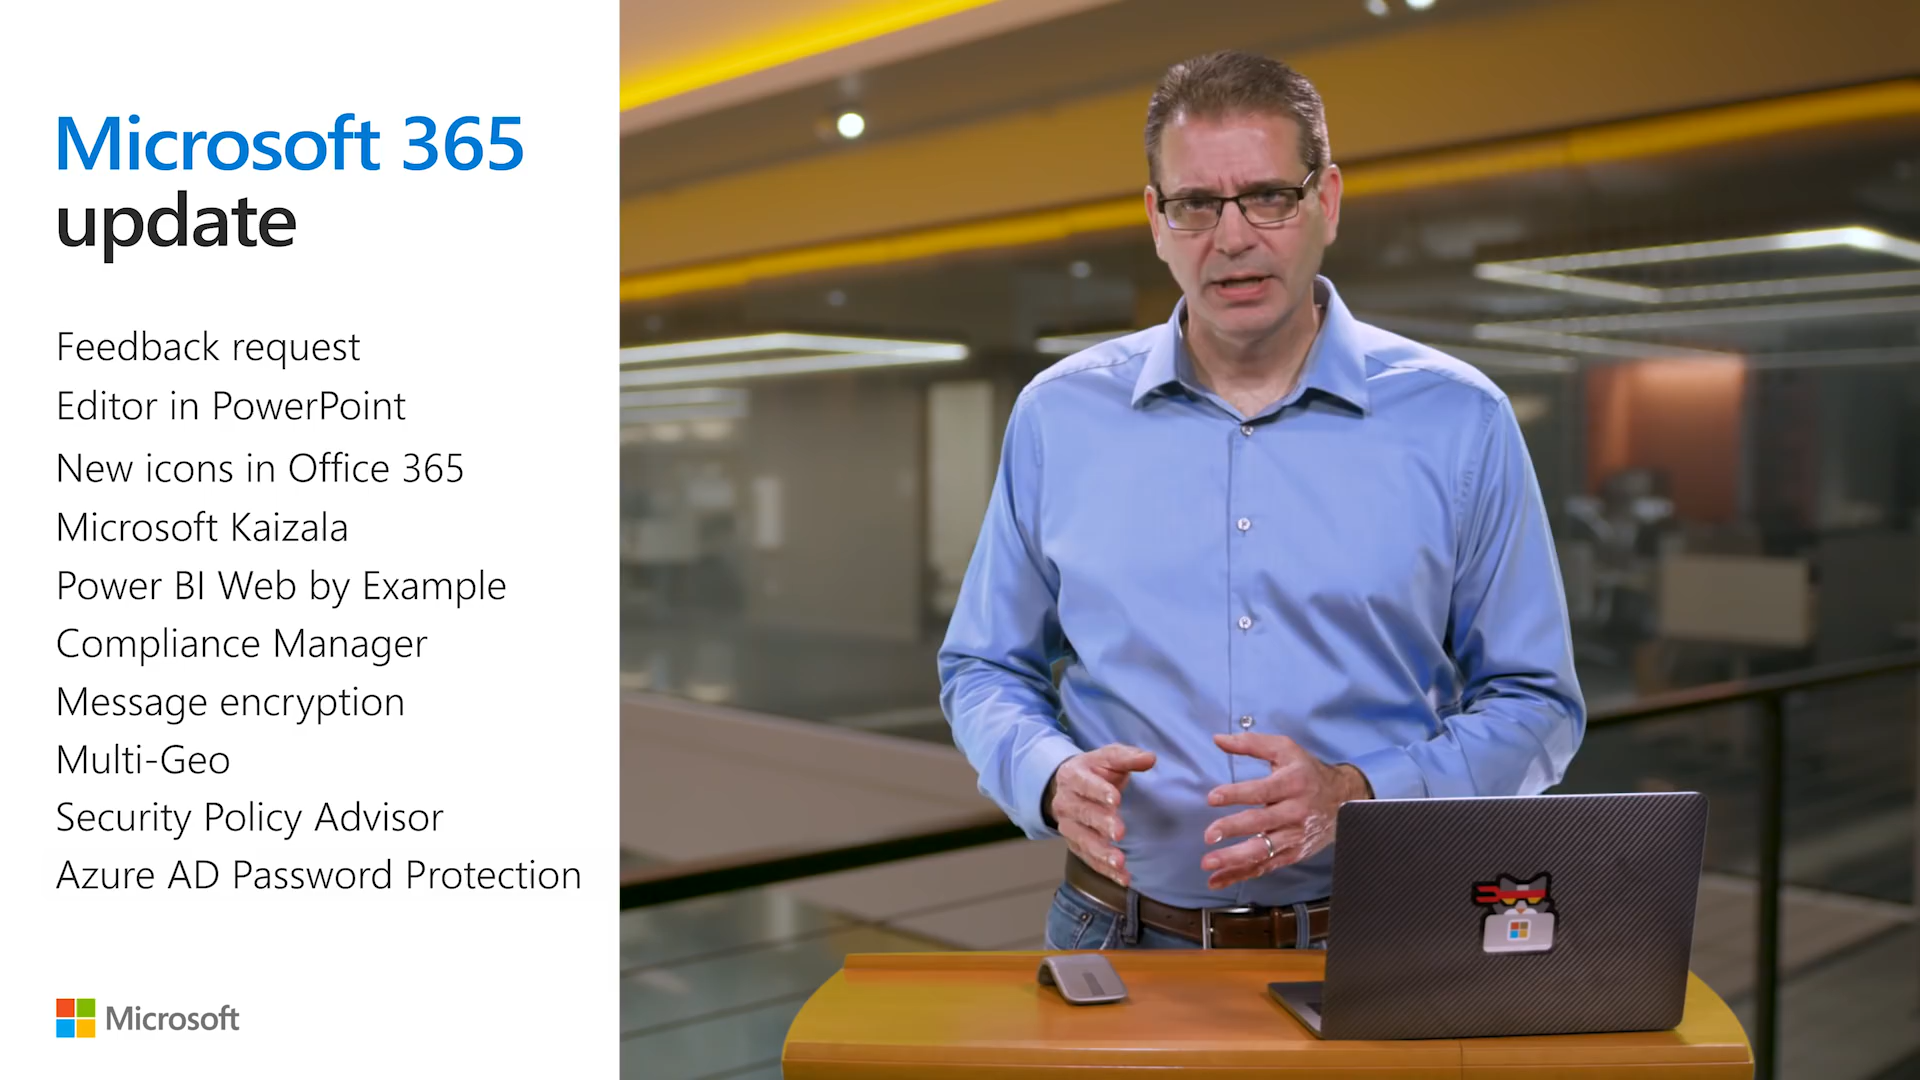 Microsoft 365
update
Feedback request
Editor in PowerPoint
New icons in Office 365
Microsoft Kaizala
Power BI Web by Example
Compliance Manager
Message encryption
Multi-Geo
Security Policy Advisor
Azure AD Password Protection
Microsoft